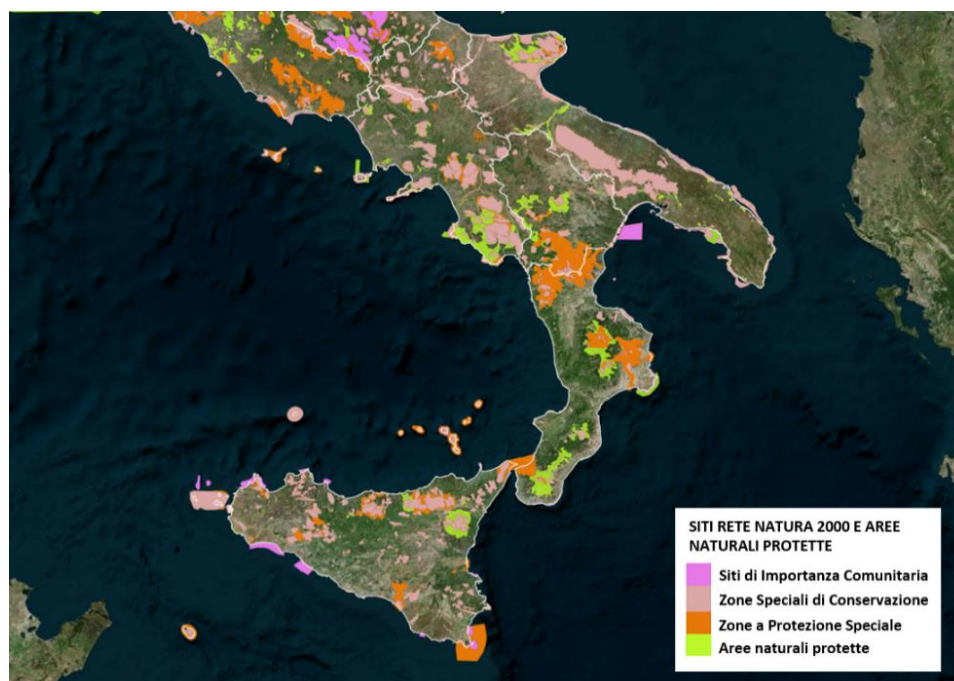 SITI RETE NATURA 2000 E AREE
NATURALI PROTETTE
Siti di Importanza Comunitaria
Zone Speciali di Conservazione
Zone a Protezione Speciale
Aree naturali protette